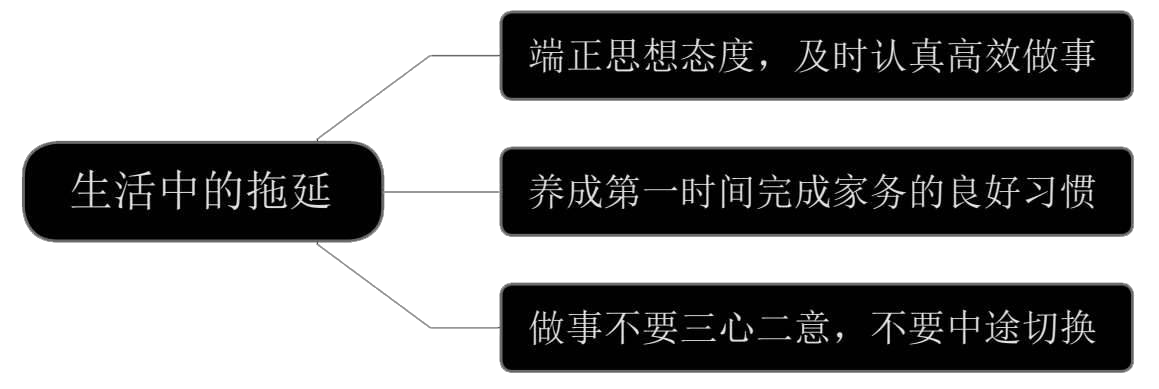 生活中的拖延
端正思想态度，及时认真高效做事
养成第一时间完成家务的良好习惯
做事不要三心二意，不要中途切换